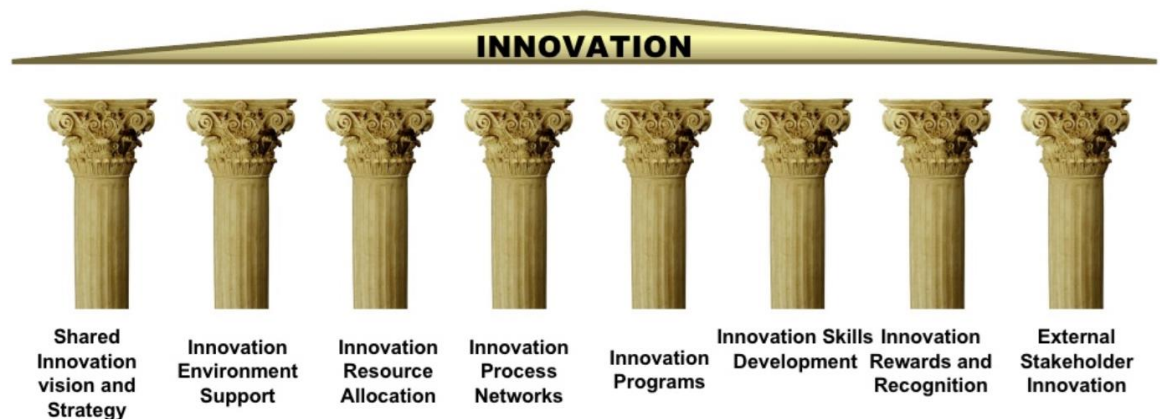 INNOVATION
Shared
Innovation
vision and
Strategy
Innovation
Environment
Support
Innovation
Resource
Allocation
Innovation
Process
Networks
Innovation
Programs
Innovation Skills
Development
Innovation
Rewards and
Recognition
External
Stakeholder
Innovation